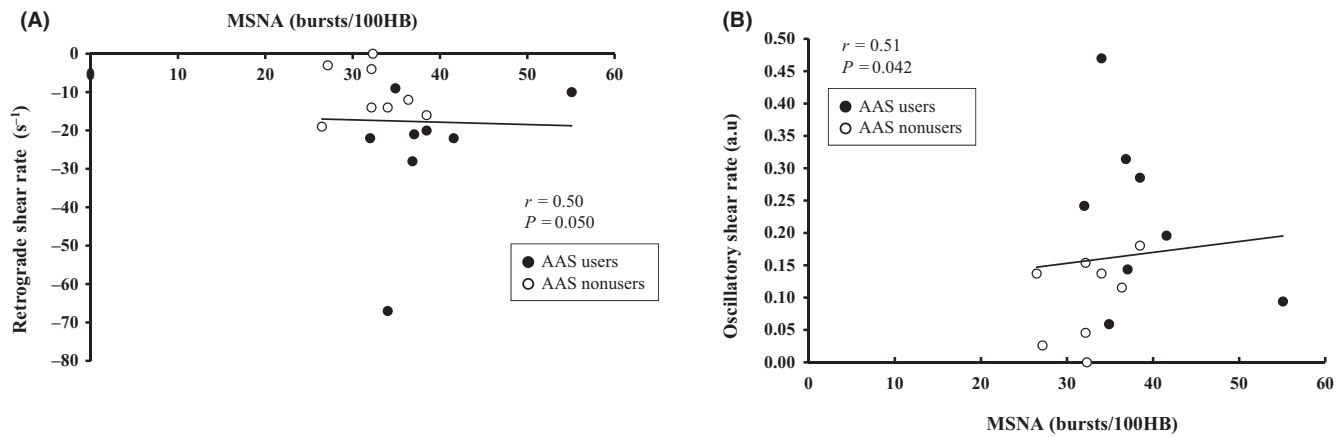 (A)
MSNA (bursts/100HB)
0
0
10
20
30
40
50
60
–10
–20
–30
–40
–50
–60
–70
–80
Retrograde shear rate (s⁻¹)
r = 0.50
P = 0.050
AAS users
AAS nonusers
(B)
0.50
0.45
0.40
0.35
0.30
0.25
0.20
0.15
0.10
0.05
0.00
Oscillatory shear rate (a.u)
r = 0.51
P = 0.042
AAS users
AAS nonusers
0
10
20
30
40
50
60
MSNA (bursts/100HB)